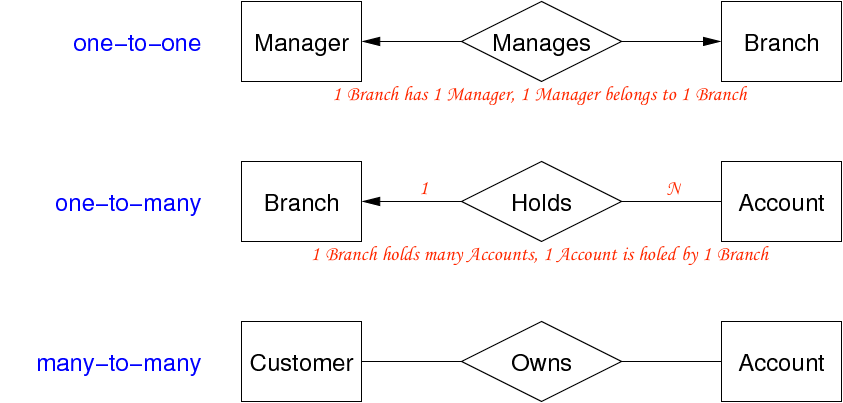 one-to-one Manager Manages Branch
1 Branch has 1 Manager, 1 Manager belongs to 1 Branch
1 N
one-to-many Branch Holds Account
1 Branch holds many Accounts, 1 Account is holed by 1 Branch
many-to-many Customer Owns Account